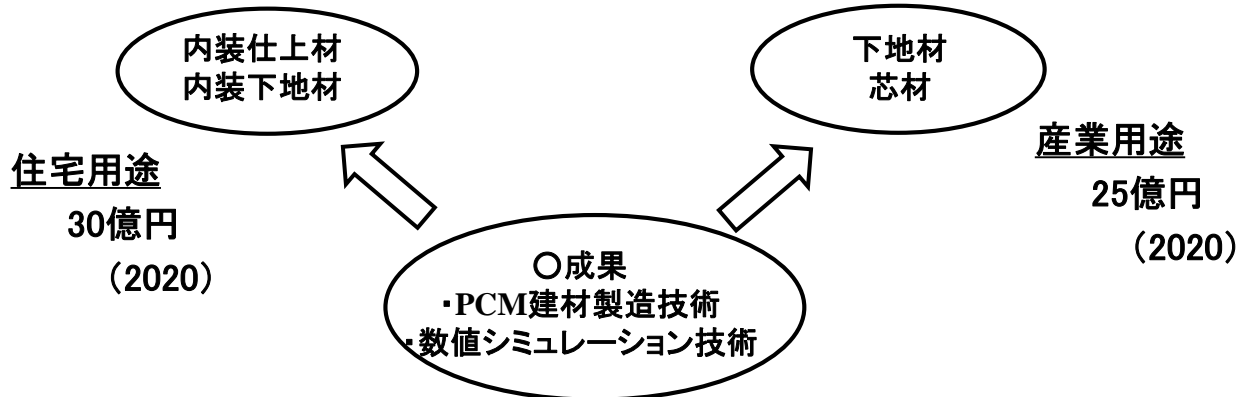 内装仕上材
内装下地材
下地材
芯材
住宅用途
30億円
（2020）
産業用途
25億円
（2020）
○成果
・PCM建材製造技術
・数値シミュレーション技術